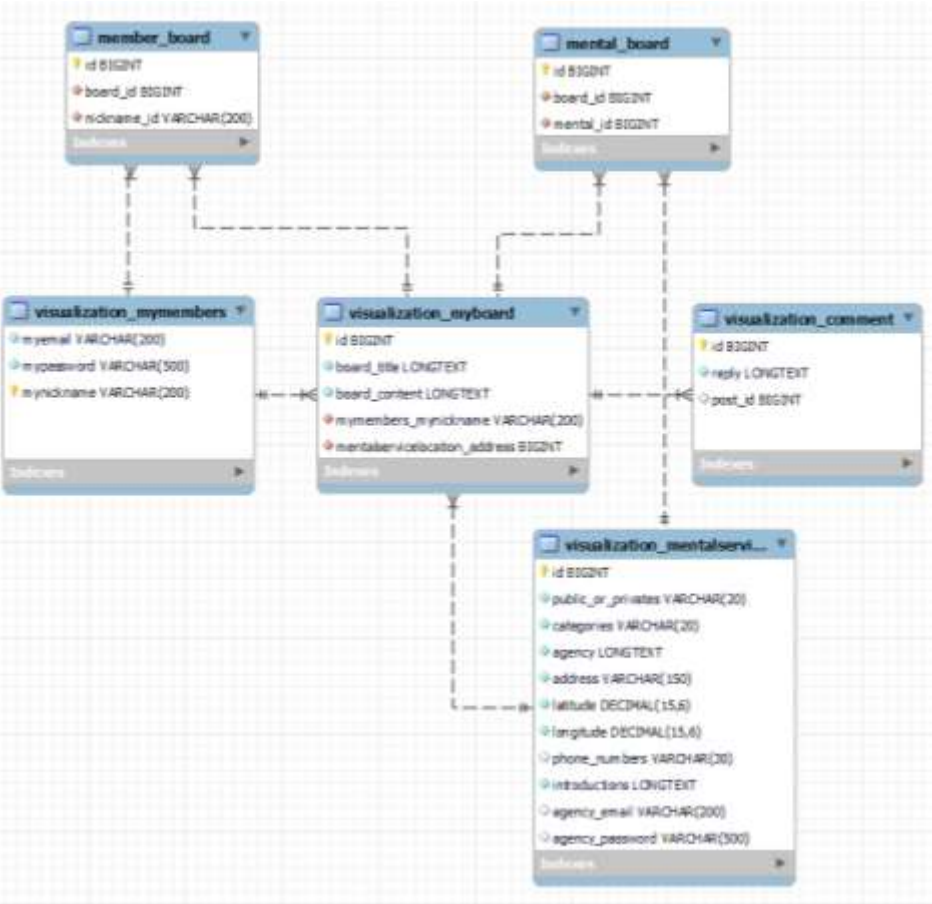 member_board
id BIGINT
board_id BIGINT
nickname_id VARCHAR(200)
Indexes
mental_board
id BIGINT
board_id BIGINT
mental_id BIGINT
Indexes
visualization_mymembers
myemail VARCHAR(200)
mypassword VARCHAR(500)
mynickname VARCHAR(200)
Indexes
visualization_myboard
id BIGINT
board_title LONGTEXT
board_content LONGTEXT
mymembers_mynickname VARCHAR(200)
mentalservicelocation_address BIGINT
Indexes
visualization_comment
id BIGINT
reply LONGTEXT
post_id BIGINT
Indexes
visualization_mentalservi...
id BIGINT
public_or_privates VARCHAR(20)
categories VARCHAR(20)
agency LONGTEXT
address VARCHAR(150)
latitude DECIMAL(15,6)
longitude DECIMAL(15,6)
phone_numbers VARCHAR(30)
introductions LONGTEXT
agency_email VARCHAR(200)
agency_password VARCHAR(500)
Indexes